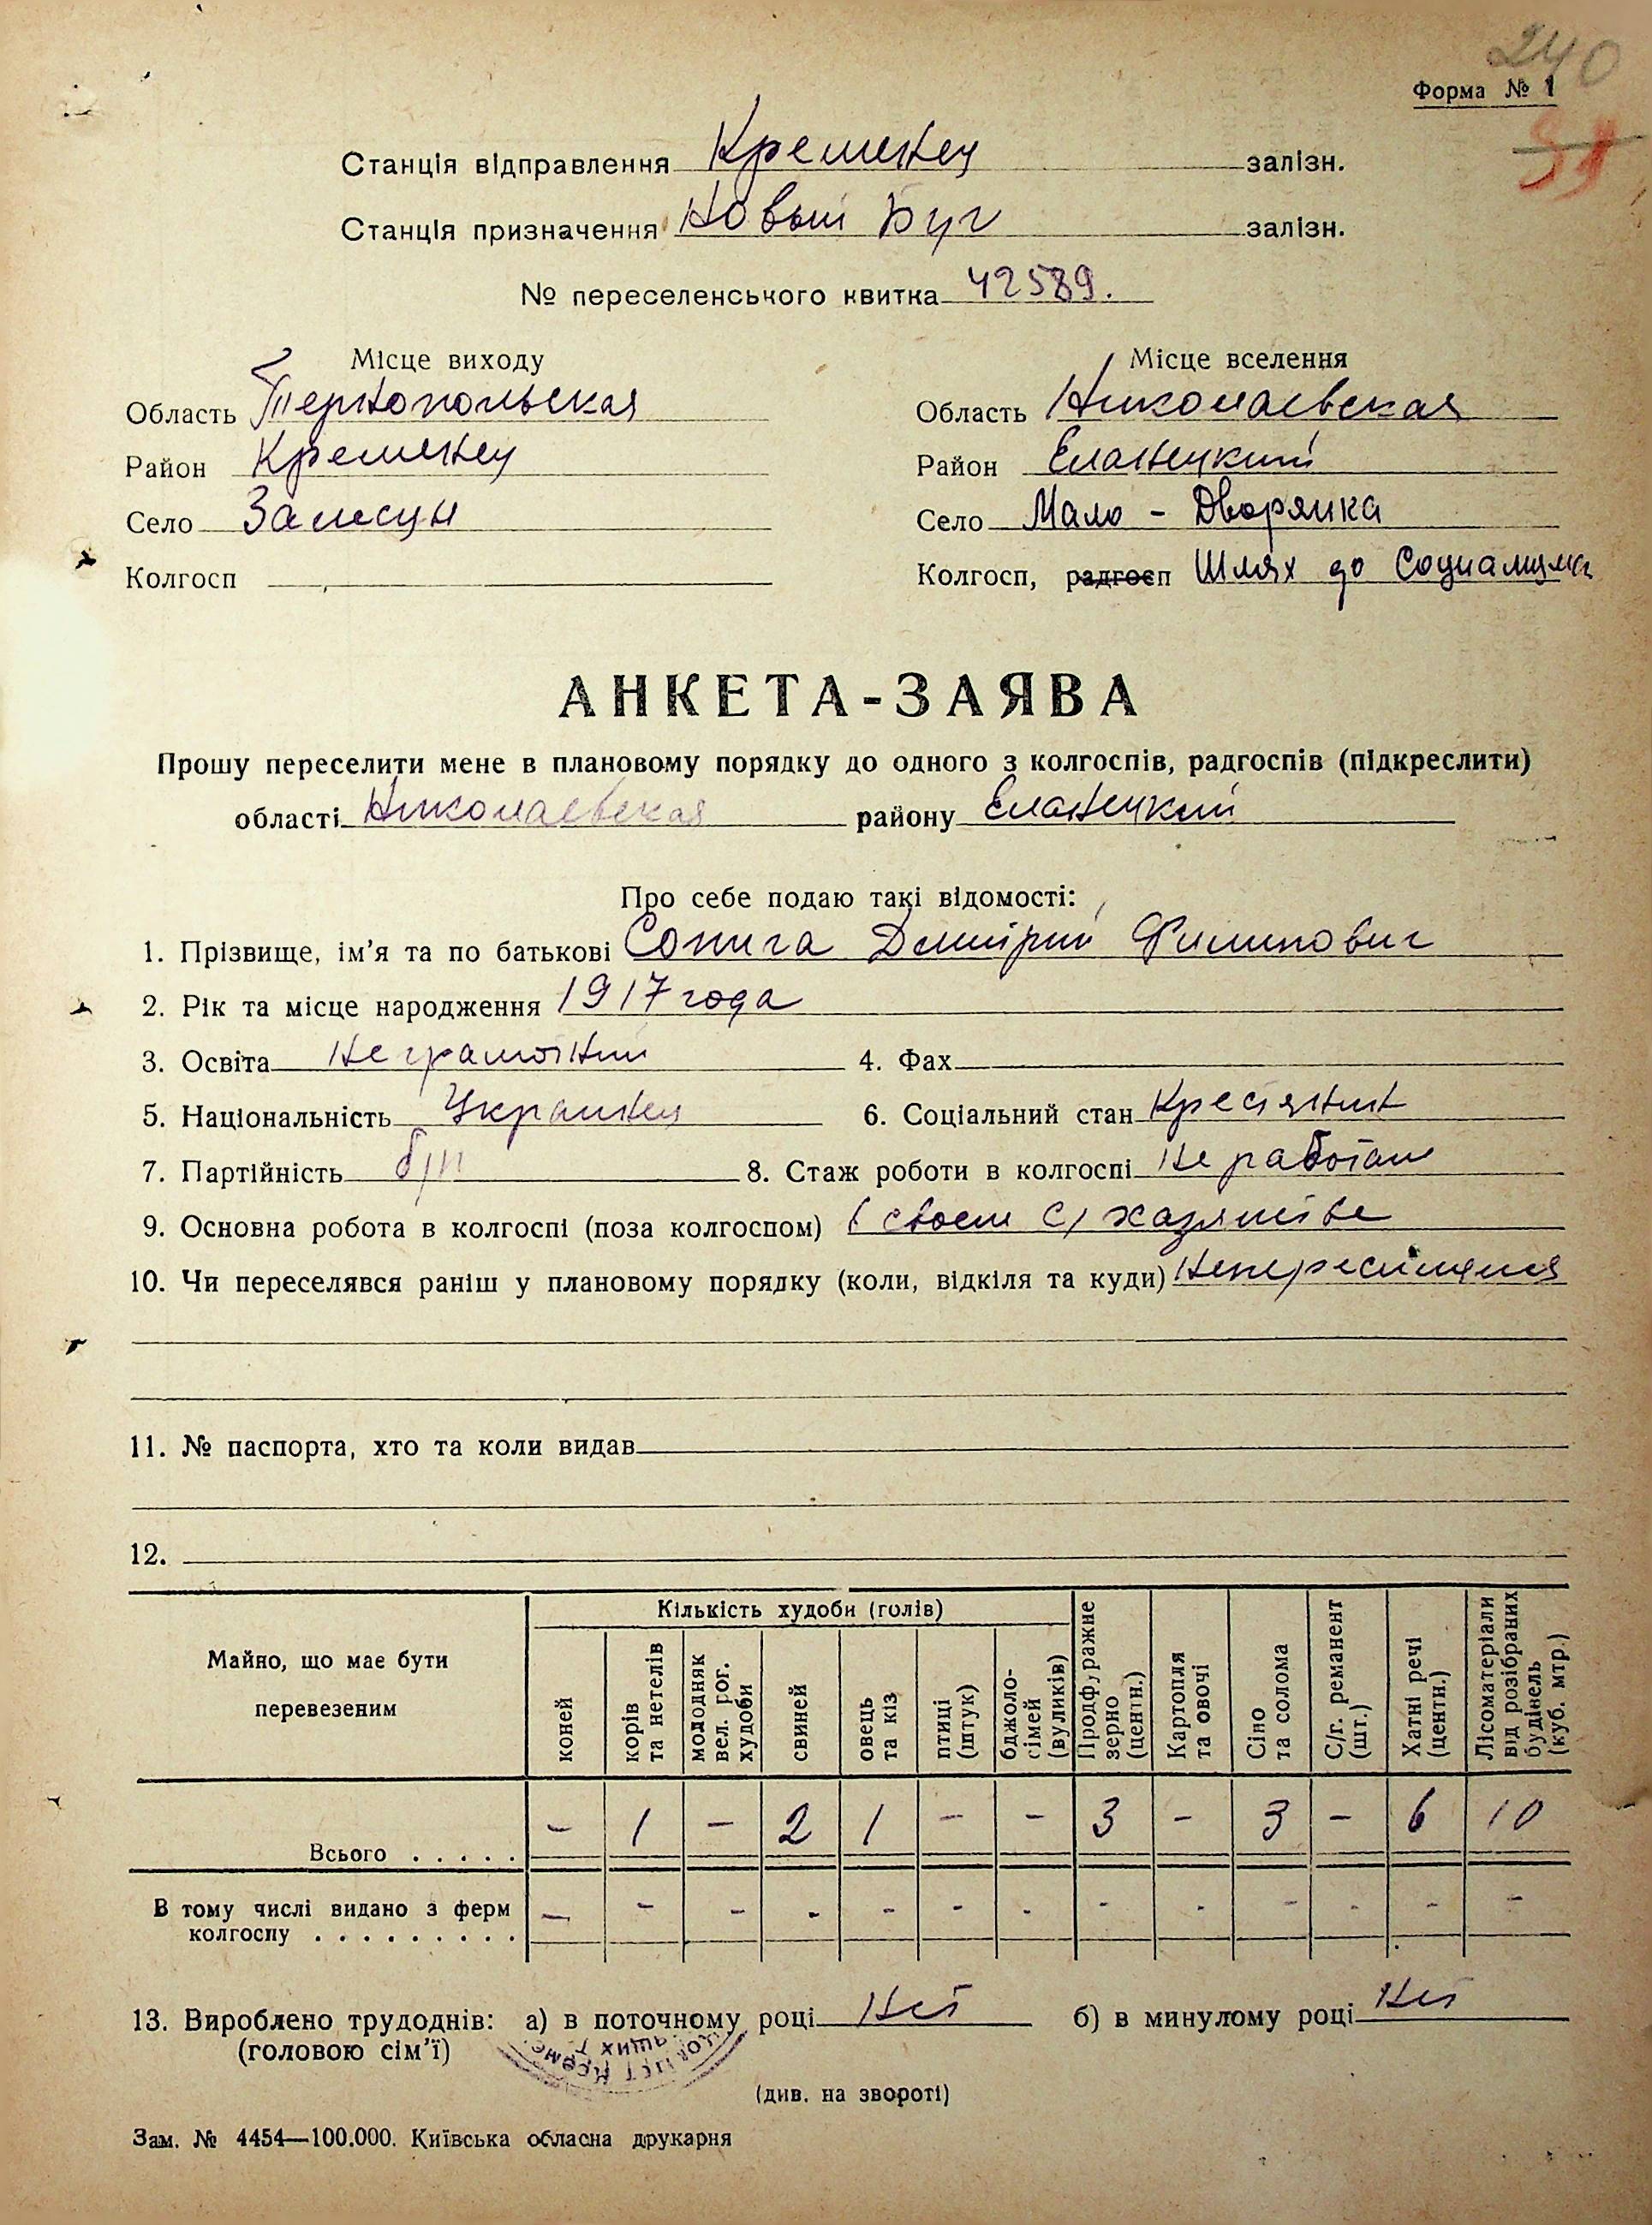 240
Форма № 1
Станція відправлення Кременец залізн.
Станція призначення Новый Буг залізн.
№ переселенського квитка 42589.
Місце виходу Місце вселення
Область Тернопольская Область Николаевская
Район Кременец Район Еланецкий
Село Залесцы Село Мало - Дворянка
Колгосп Колгосп, радгосп Шлях до Социализма
АНКЕТА-ЗАЯВА
Прошу переселити мене в плановому порядку до одного з колгоспів, радгоспів (підкреслити)
області Николаевская району Еланецкий
Про себе подаю такі відомості:
1. Прізвище, ім’я та по батькові Сопига Дмитрий Филипович
2. Рік та місце народження 1917 года
3. Освіта Неграмотний 4. Фах
5. Національність Украинец 6. Соціальний стан Крестянин
7. Партійність б/п 8. Стаж роботи в колгоспі Не работал
9. Основна робота в колгоспі (поза колгоспом) в своем с/хазяистве
10. Чи переселявся раніш у плановому порядку (коли, відкіля та куди)
11. № паспорта, хто та коли видав
12.
Майно, що має бути перевезеним Кількість худоби (голів)
коней корів та нетелів молодняк вел. рог. худоби свиней овець та кіз птиці (штук) бджоло-сімей (вуликів) Продфуражне зерно (центн.) Картопля та овочі Сіно та солома С/г. реманент (шт.) Хатні речі (центн.) Лісоматеріали від розібраних будівель (куб. мтр.)
Всього . . . . . - 1 - 2 1 - - 3 - 3 - 6 10
В тому числі видано з ферм
колгоспу . . . . . . . . . - - - - - - - - - - - - -
13. Вироблено трудоднів: а) в поточному році Нет б) в минулому році Нет
(головою сім’ї)
(див. на звороті)
Зам. № 4454—100.000. Київська обласна друкарня